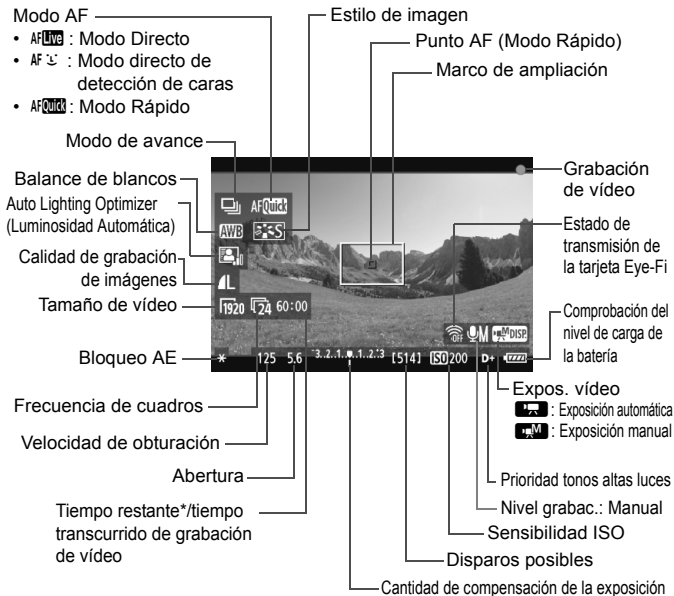 Modo AF
• AF Live : Modo Directo
• AF : Modo directo de
detección de caras
• AF Quick : Modo Rápido
Modo de avance
Balance de blancos
Auto Lighting Optimizer
(Luminosidad Automática)
Calidad de grabación
de imágenes
Tamaño de vídeo
Bloqueo AE
Frecuencia de cuadros
Velocidad de obturación
Abertura
Tiempo restante*/tiempo
transcurrido de grabación
de vídeo
Estilo de imagen
Punto AF (Modo Rápido)
Marco de ampliación
AF Quick
AWB S
L
1920 24 60:00
OFF M M DISP.
* 125 5.6 -3..2..1..▮..1..2.:3 [514] ISO 200 D+
Grabación
de vídeo
Estado de
transmisión de
la tarjeta Eye-Fi
Comprobación del
nivel de carga de
la batería
Expos. vídeo
: Exposición automática
M : Exposición manual
Prioridad tonos altas luces
Nivel grabac.: Manual
Sensibilidad ISO
Disparos posibles
Cantidad de compensación de la exposición